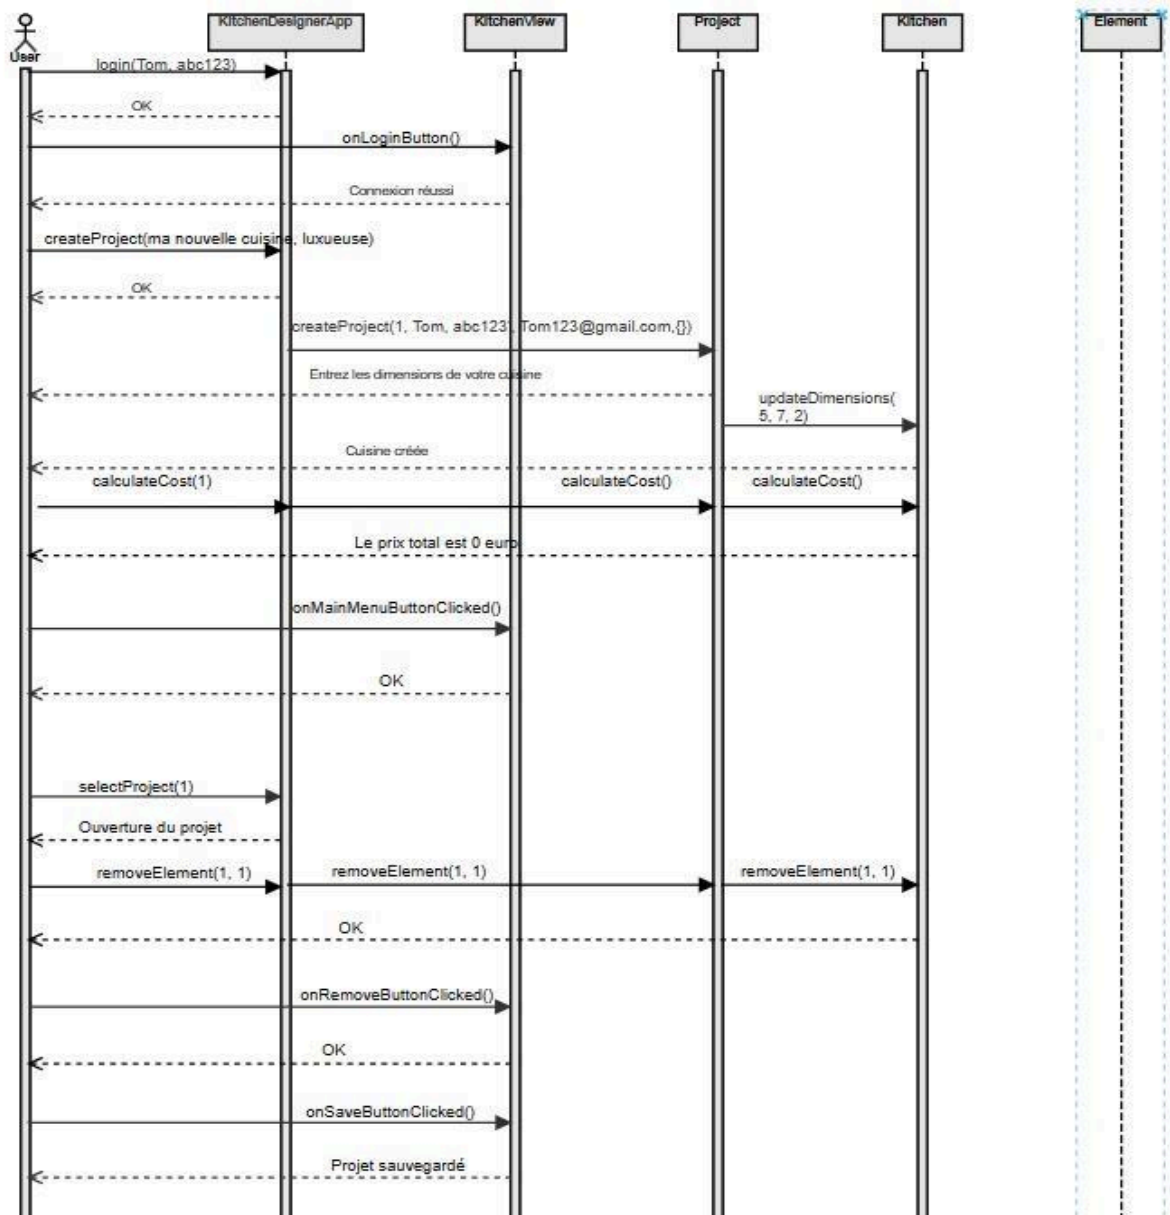 KitchenDesignerApp
KitchenView
Project
Kitchen
Element
User
login(Tom, abc123)
OK
onLoginButton()
Connexion réussi
createProject(ma nouvelle cuisine, luxueuse)
OK
createProject(1, Tom, abc123, Tom123@gmail.com,{})
Entrez les dimensions de votre cuisine
updateDimensions(
5, 7, 2)
Cuisine créée
calculateCost(1)
calculateCost()
calculateCost()
Le prix total est 0 euro
onMainMenuButtonClicked()
OK
selectProject(1)
Ouverture du projet
removeElement(1, 1)
removeElement(1, 1)
removeElement(1, 1)
OK
onRemoveButtonClicked()
OK
onSaveButtonClicked()
Projet sauvegardé